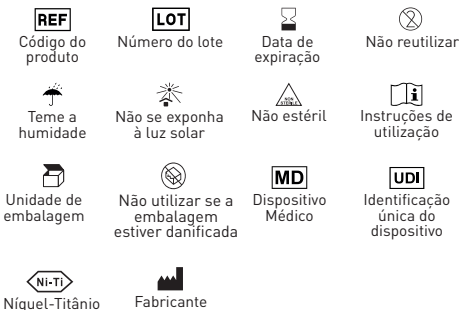 REF
LOT
2
Código do
produto
Número do lote
Data de
expiração
Não reutilizar
NON
STERILE
i
Teme a
humidade
Não se exponha
à luz solar
Não estéril
Instruções de
utilização
MD
UDI
Unidade de
embalagem
Não utilizar se a
embalagem
estiver danificada
Dispositivo
Médico
Identificação
única do
dispositivo
Ni-Ti
Níquel-Titânio
Fabricante